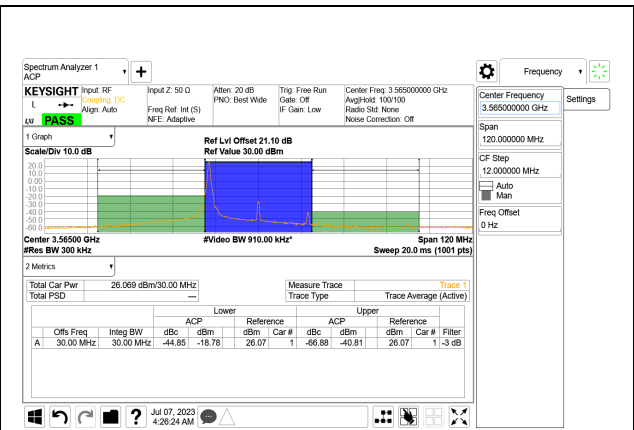 Spectrum Analyzer 1
ACP
Frequency
KEYSIGHT Input: RF Input Z: 50 Ω Atten: 20 dB Trig: Free Run Center Freq: 3.565000000 GHz
L Coupling: DC PNO: Best Wide Gate: Off Avg|Hold: 100/100
Align: Auto Freq Ref: Int (S) IF Gain: Low Radio Std: None
LXI PASS NFE: Adaptive Noise Correction: Off
Center Frequency
3.565000000 GHz
Settings
Span
120.000000 MHz
CF Step
12.000000 MHz
Auto
Man
Freq Offset
0 Hz
1 Graph
Scale/Div 10.0 dB
Ref Lvl Offset 21.10 dB
Ref Value 30.00 dBm
20.0
10.0
0.00
-10.0
-20.0
-30.0
-40.0
-50.0
-60.0
Center 3.56500 GHz #Video BW 910.00 kHz* Span 120 MHz
#Res BW 300 kHz Sweep 20.0 ms (1001 pts)
2 Metrics
Total Car Pwr 26.069 dBm/30.00 MHz Measure Trace Trace 1
Total PSD --- Trace Type Trace Average (Active)
Lower Upper
ACP Reference ACP Reference
Offs Freq Integ BW dBc dBm dBm Car # dBc dBm dBm Car # Filter
A 30.00 MHz 30.00 MHz -44.85 -18.78 26.07 1 -66.88 -40.81 26.07 1 -3 dB
? Jul 07, 2023
4:26:24 AM